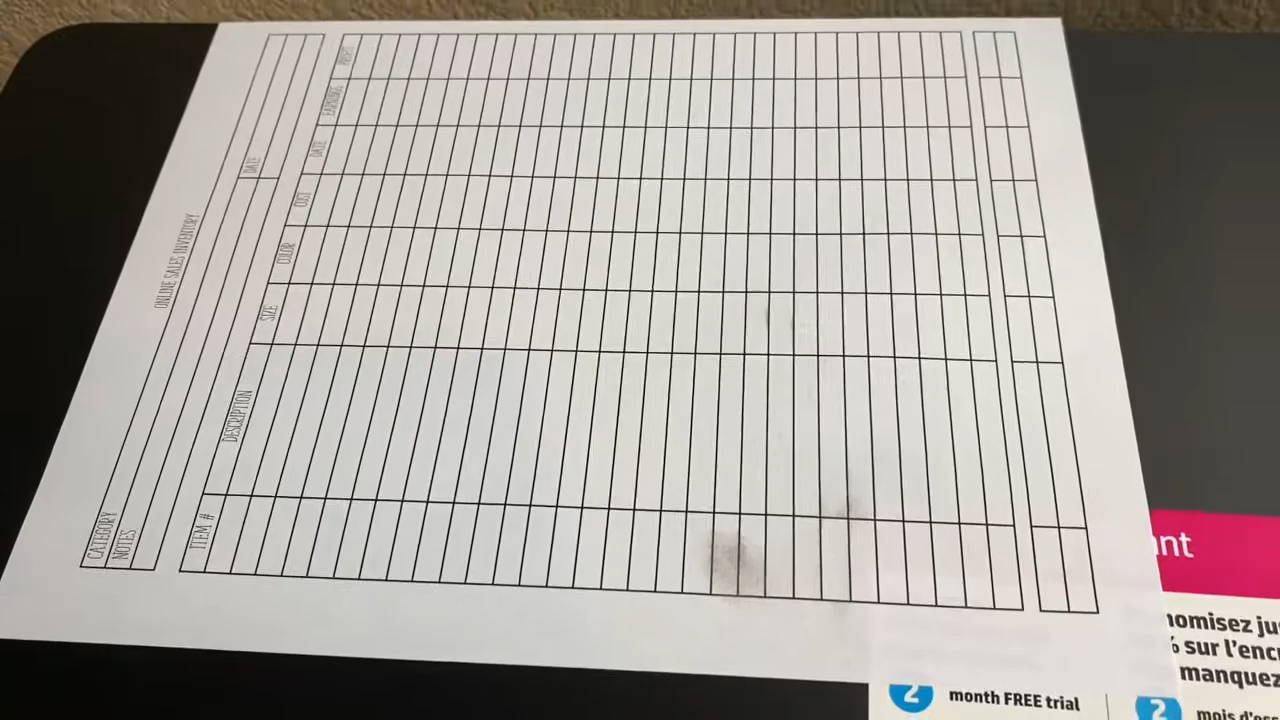 ONLINE SALES INVENTORY
CATEGORY DATE
NOTES
ITEM # DESCRIPTION SIZE COLOR COST DATE EARNINGS PROFIT
nt
nomisez ju
% sur l'enc
manquez
2 month FREE trial
2 mois d'es